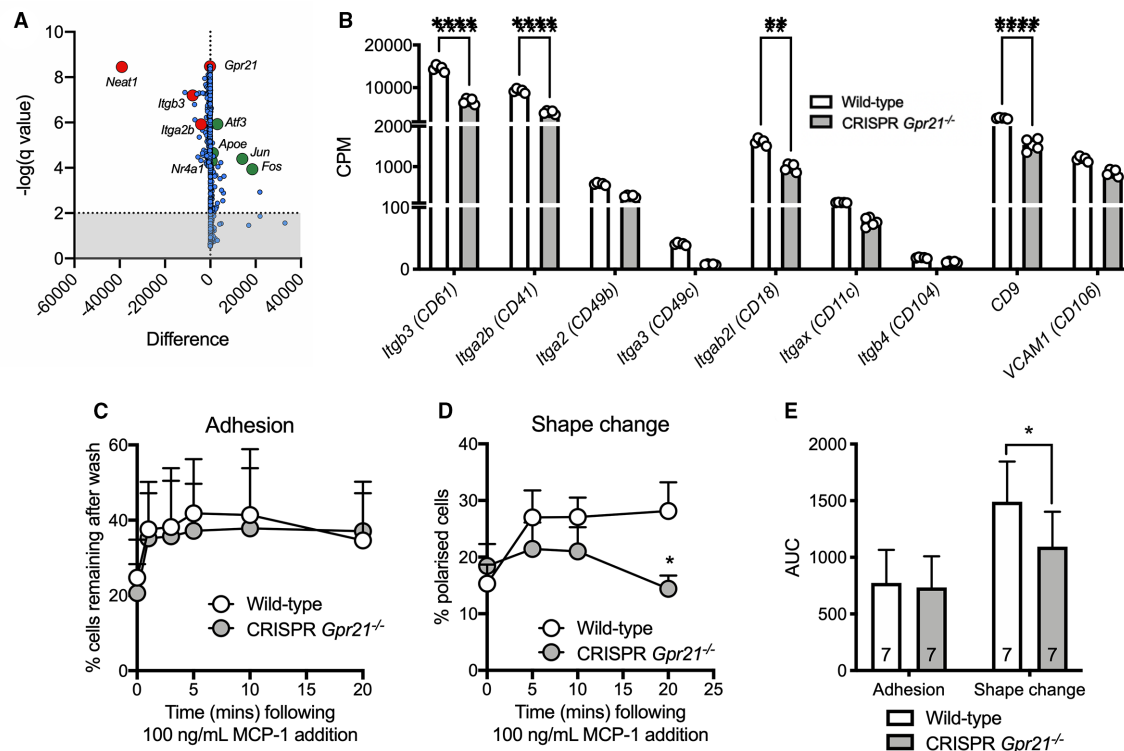 A
10
8
6
4
2
0
-log(q value)
Neat1
Gpr21
Itgb3
Itga2b
Atf3
Apoe
Jun
Nr4a1
Fos
-60000
-40000
-20000
0
20000
40000
Difference
B
****
****
**
****
20000
10000
2000
1000
100
0
CPM
Wild-type
CRISPR Gpr21-/-
Itgb3 (CD61)
Itga2b (CD41)
Itga2 (CD49b)
Itga3 (CD49c)
Itgab2l (CD18)
Itgax (CD11c)
Itgb4 (CD104)
CD9
VCAM1 (CD106)
C
Adhesion
60
40
20
0
% cells remaining after wash
Wild-type
CRISPR Gpr21-/-
0
5
10
15
20
Time (mins) following
100 ng/mL MCP-1 addition
D
Shape change
40
30
20
10
0
% polarised cells
*
Wild-type
CRISPR Gpr21-/-
0
5
10
15
20
25
Time (mins) following
100 ng/mL MCP-1 addition
E
2000
1500
1000
500
0
AUC
*
7
7
7
7
Adhesion
Shape change
Wild-type
CRISPR Gpr21-/-